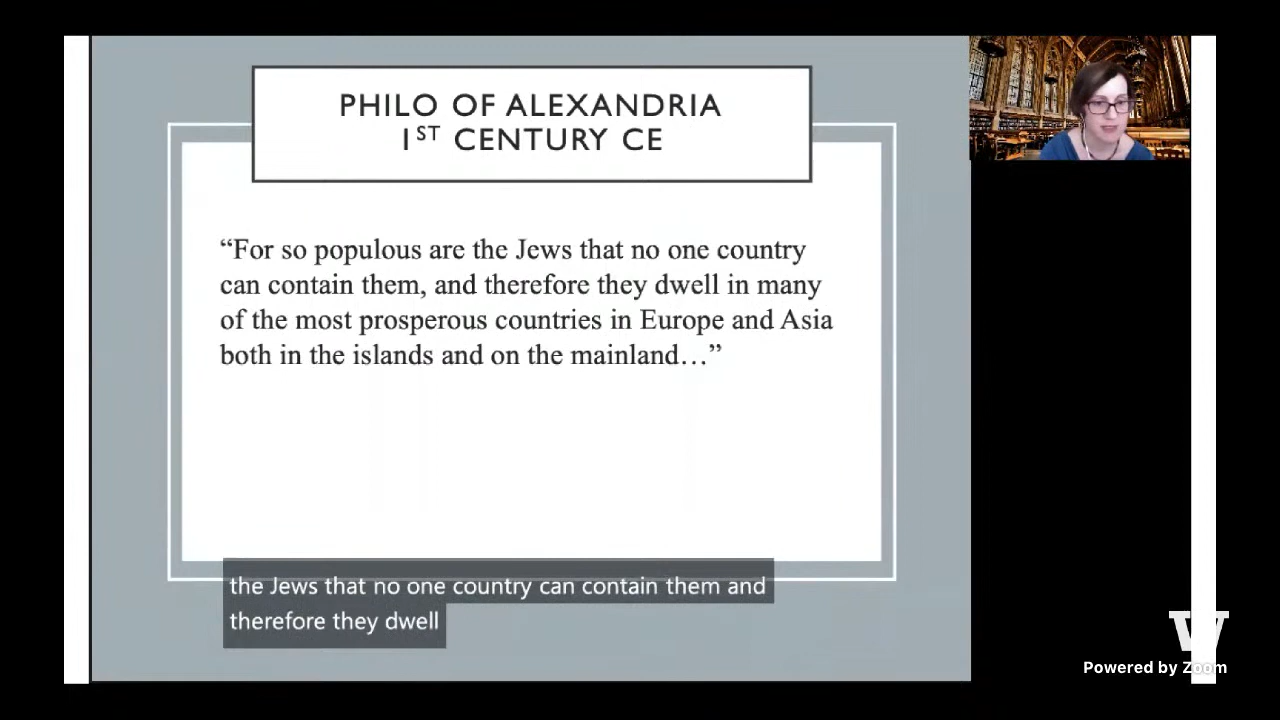 PHILO OF ALEXANDRIA
1ST CENTURY CE
“For so populous are the Jews that no one country
can contain them, and therefore they dwell in many
of the most prosperous countries in Europe and Asia
both in the islands and on the mainland…”
the Jews that no one country can contain them and
therefore they dwell
W
Powered by Zoom